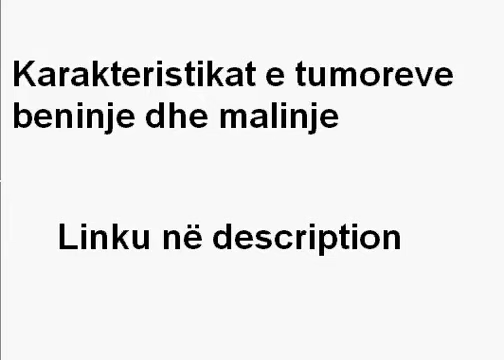 Karakteristikat e tumoreve
beninje dhe malinje
Linku në description